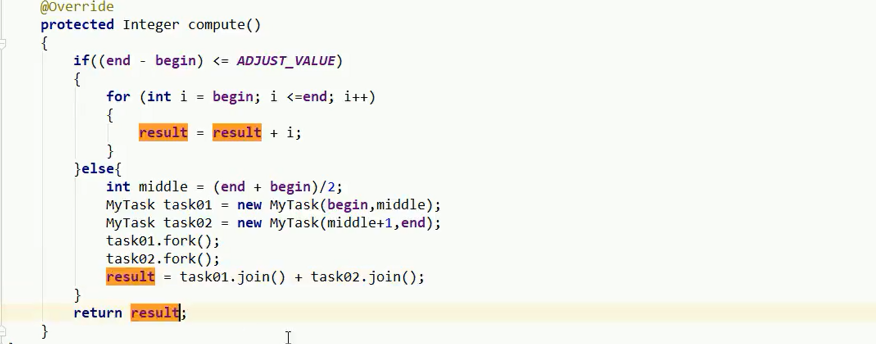 @Override
protected Integer compute()
{
if((end - begin) <= ADJUST_VALUE)
{
for (int i = begin; i <=end; i++)
{
result = result + i;
}
}else{
int middle = (end + begin)/2;
MyTask task01 = new MyTask(begin,middle);
MyTask task02 = new MyTask(middle+1,end);
task01.fork();
task02.fork();
result = task01.join() + task02.join();
}
return result;
}